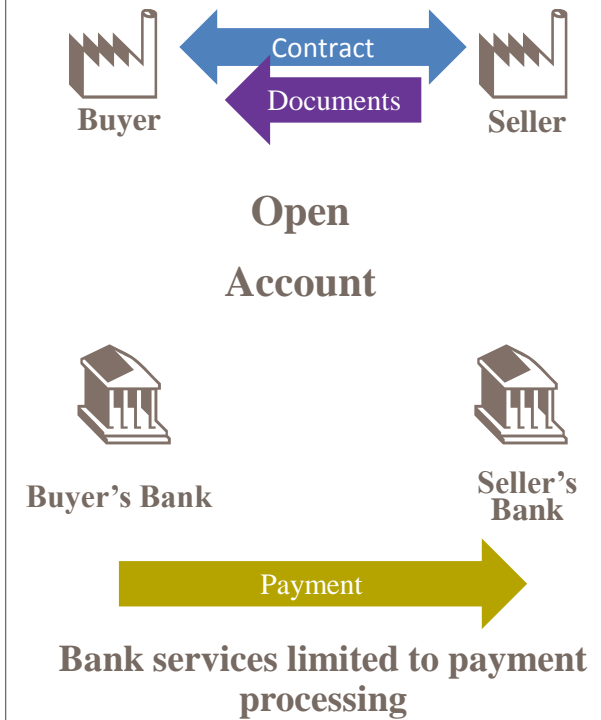 Contract
Documents
Buyer
Seller
Open
Account
Buyer’s Bank
Seller’s
Bank
Payment
Bank services limited to payment
processing